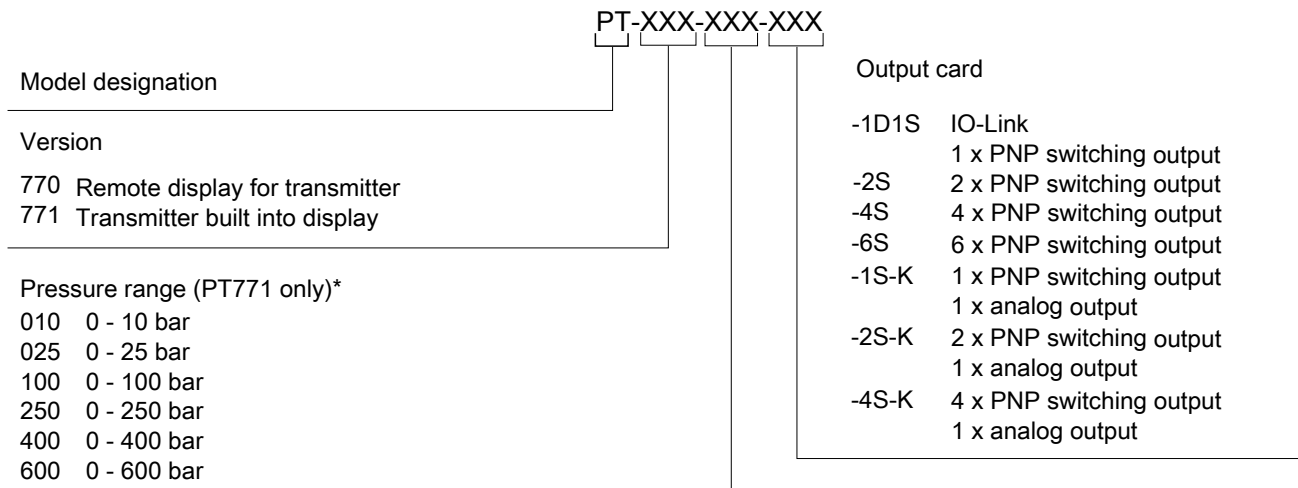 PT-XXX-XXX-XXX
Model designation
Version
770 Remote display for transmitter
771 Transmitter built into display
Pressure range (PT771 only)*
010 0 - 10 bar
025 0 - 25 bar
100 0 - 100 bar
250 0 - 250 bar
400 0 - 400 bar
600 0 - 600 bar
Output card
-1D1S IO-Link
1 x PNP switching output
-2S 2 x PNP switching output
-4S 4 x PNP switching output
-6S 6 x PNP switching output
-1S-K 1 x PNP switching output
1 x analog output
-2S-K 2 x PNP switching output
1 x analog output
-4S-K 4 x PNP switching output
1 x analog output